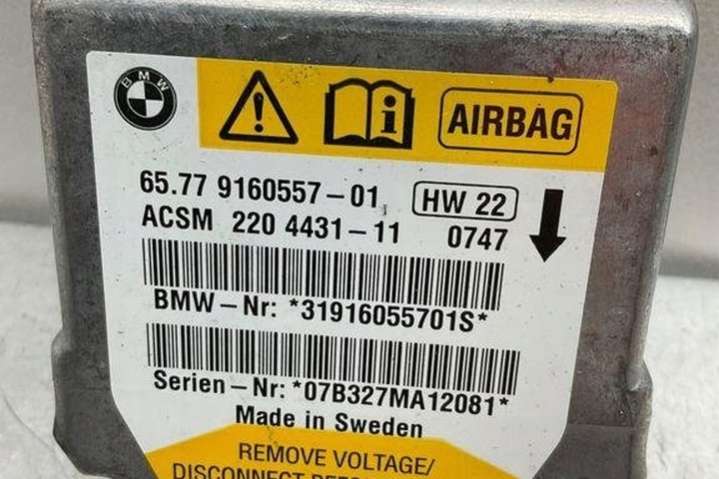 BMW
AIRBAG
65.77 9160557-01 HW 22
ACSM 220 4431-11 0747
BMW-Nr: *31916055701S*
Serien-Nr: *07B327MA12081*
Made in Sweden
REMOVE VOLTAGE/
DISCONNECT